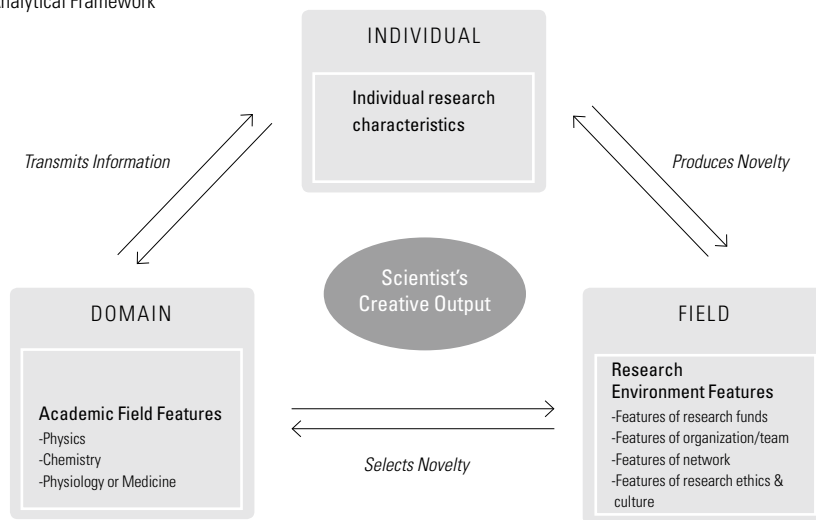 Analytical Framework
INDIVIDUAL
Individual research
characteristics
Transmits Information
Produces Novelty
Scientist's
Creative Output
DOMAIN
Academic Field Features
-Physics
-Chemistry
-Physiology or Medicine
FIELD
Research
Environment Features
-Features of research funds
-Features of organization/team
-Features of network
-Features of research ethics &
culture
Selects Novelty